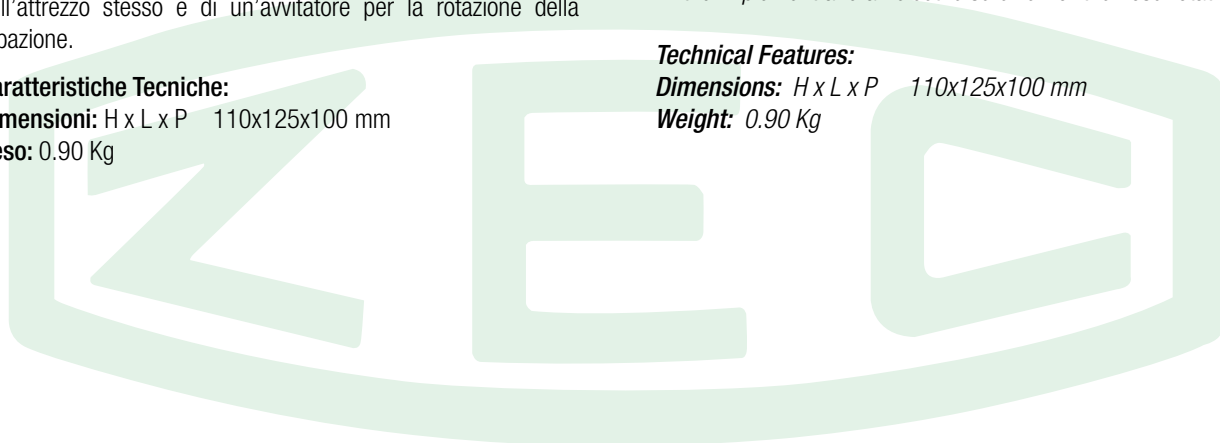 ll'attrezzo stesso e di un'avvitatore per la rotazione della
bazione.
aratteristiche Tecniche:
mensioni: H x L x P 110x125x100 mm
eso: 0.90 Kg
Technical Features:
Dimensions: H x L x P 110x125x100 mm
Weight: 0.90 Kg
ZEC